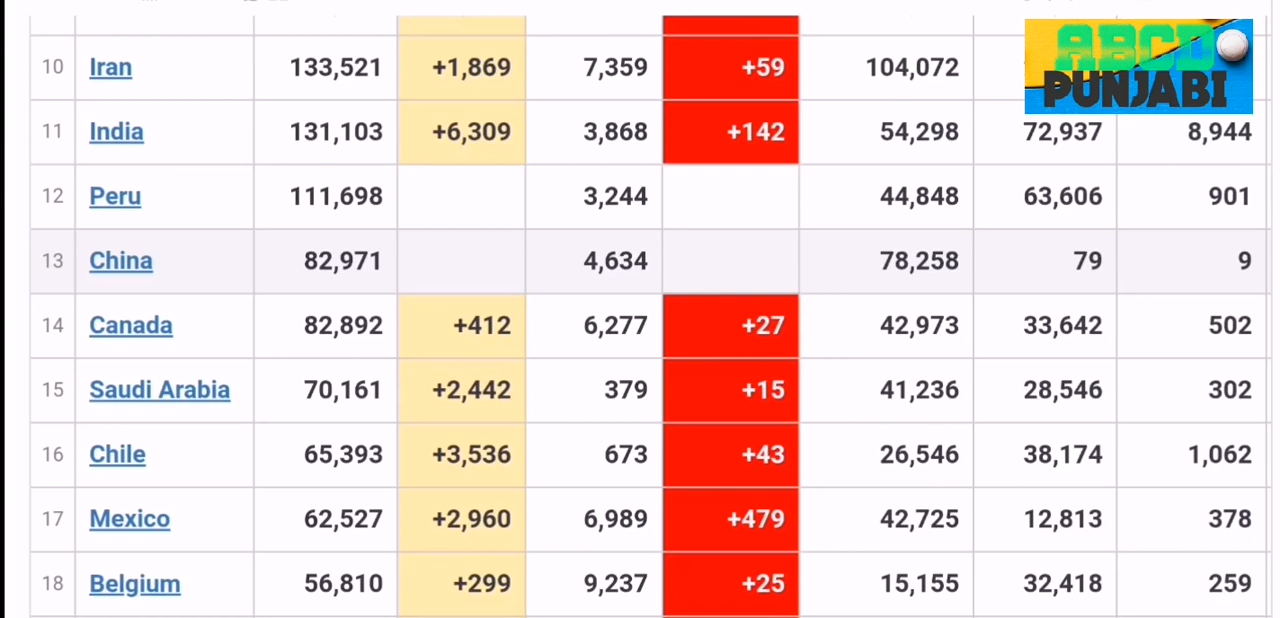 ABCD
PUNJABI
10 Iran 133,521 +1,869 7,359 +59 104,072
11 India 131,103 +6,309 3,868 +142 54,298 72,937 8,944
12 Peru 111,698 3,244 44,848 63,606 901
13 China 82,971 4,634 78,258 79 9
14 Canada 82,892 +412 6,277 +27 42,973 33,642 502
15 Saudi Arabia 70,161 +2,442 379 +15 41,236 28,546 302
16 Chile 65,393 +3,536 673 +43 26,546 38,174 1,062
17 Mexico 62,527 +2,960 6,989 +479 42,725 12,813 378
18 Belgium 56,810 +299 9,237 +25 15,155 32,418 259